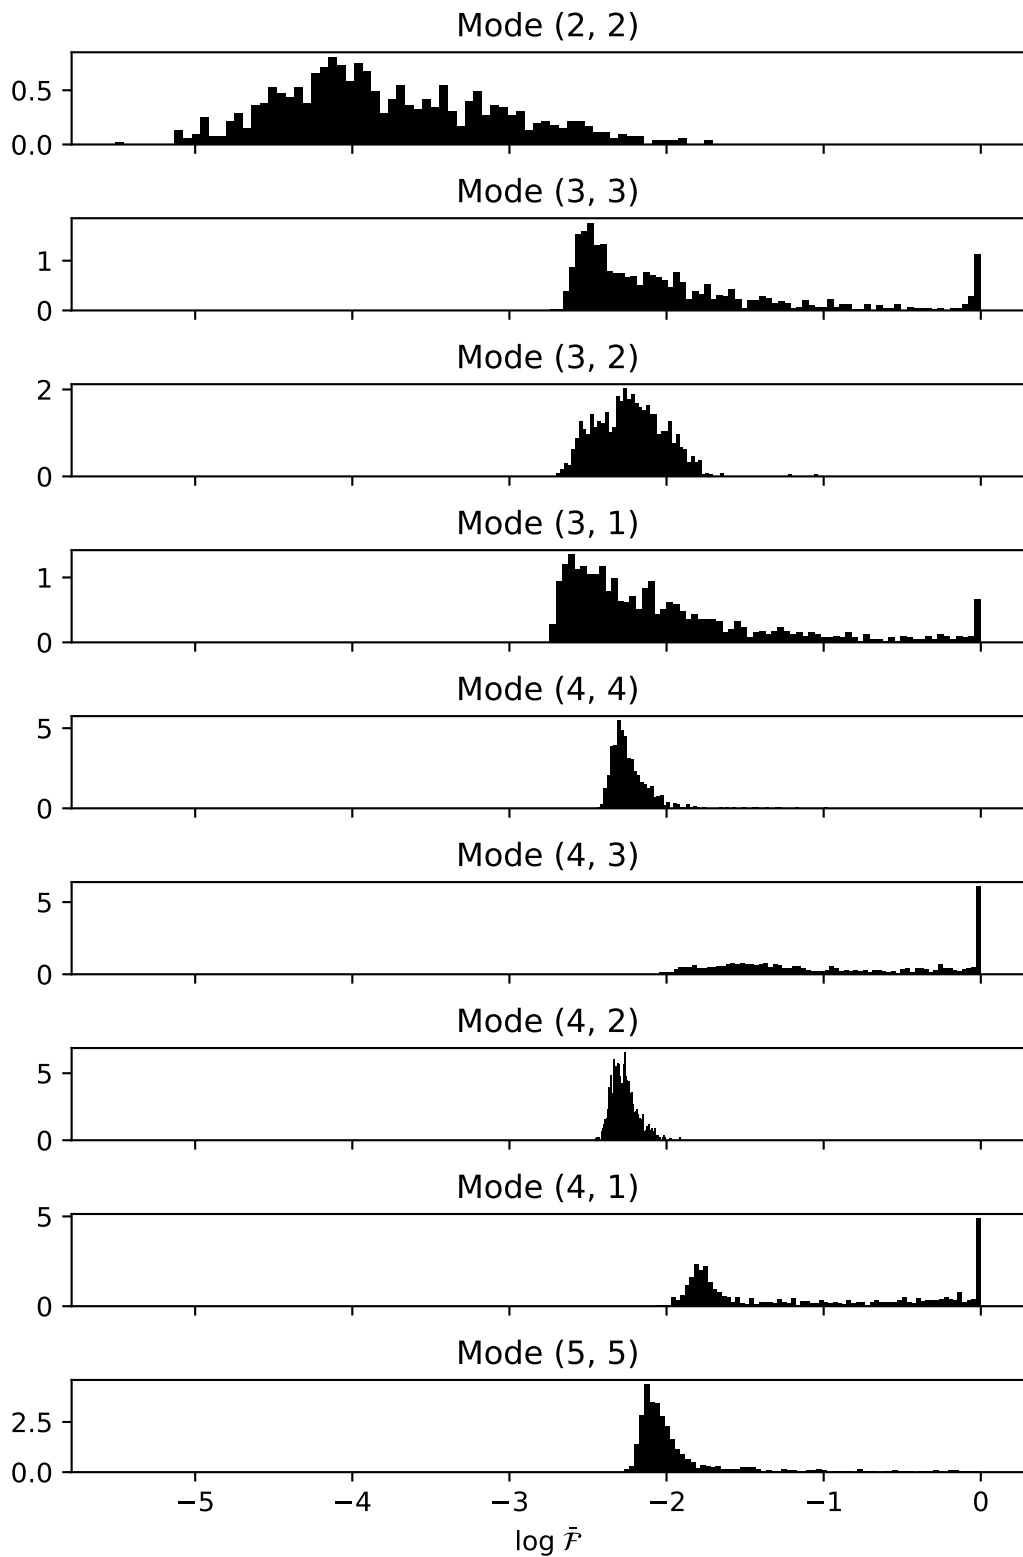 Mode (2, 2)
0.5
0.0
Mode (3, 3)
1
0
Mode (3, 2)
2
0
Mode (3, 1)
1
0
Mode (4, 4)
5
0
Mode (4, 3)
5
0
Mode (4, 2)
5
0
Mode (4, 1)
5
0
Mode (5, 5)
2.5
0.0
−5 −4 −3 −2 −1 0
log ℱ̄